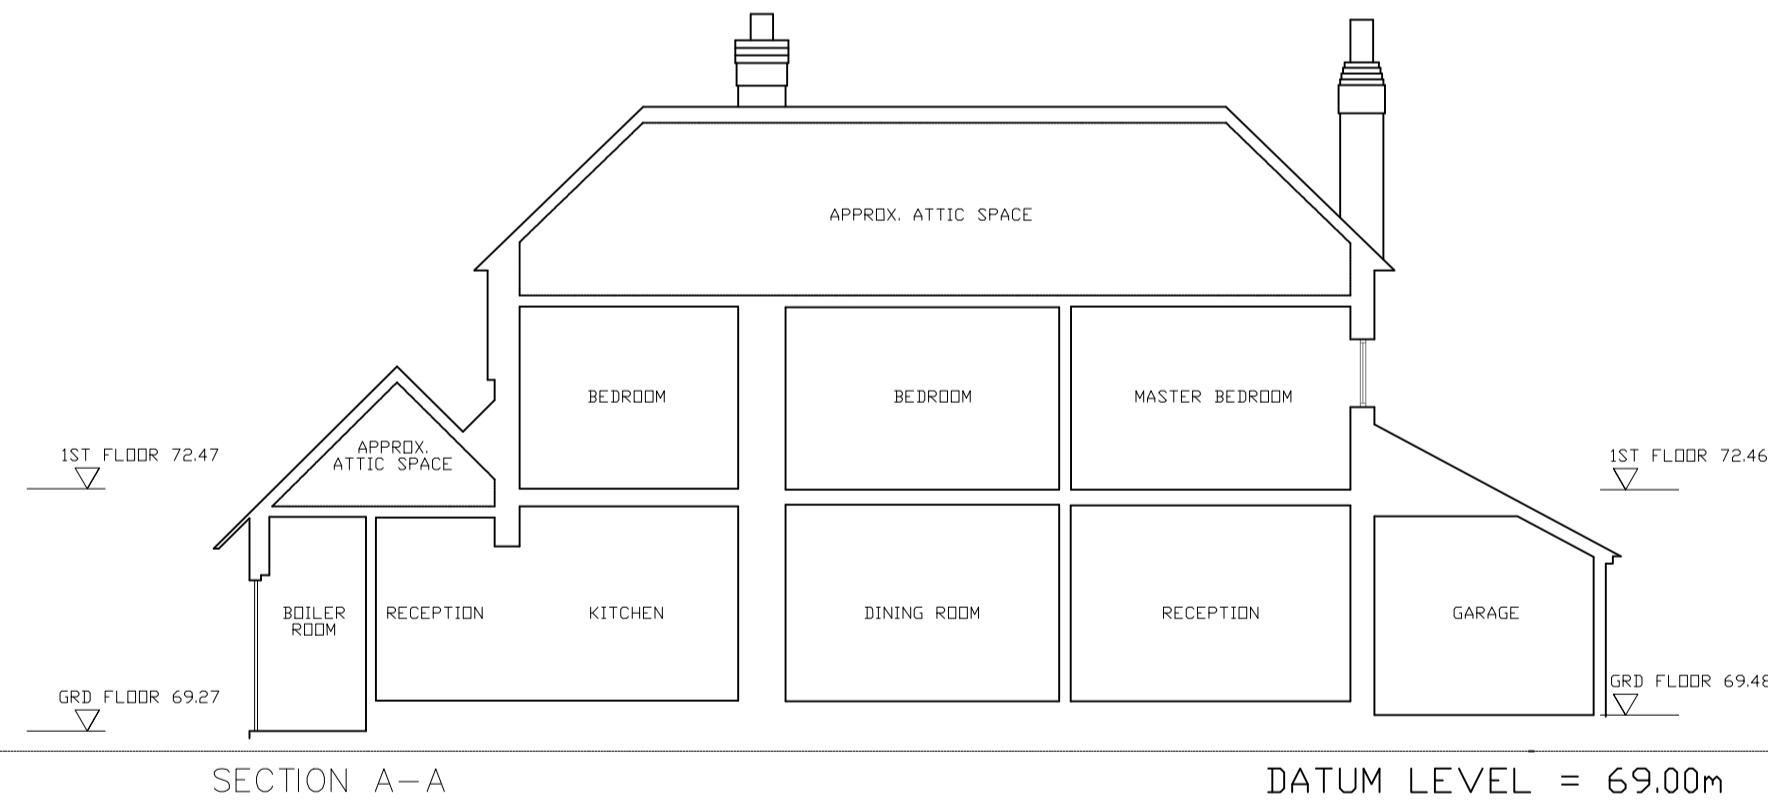 APPROX. ATTIC SPACE
BEDROOM
BEDROOM
MASTER BEDROOM
APPROX.
ATTIC SPACE
1ST FLOOR 72.47
1ST FLOOR 72.46
BOILER
ROOM
RECEPTION
KITCHEN
DINING ROOM
RECEPTION
GARAGE
GRD FLOOR 69.27
GRD FLOOR 69.48
SECTION A-A
DATUM LEVEL = 69.00m